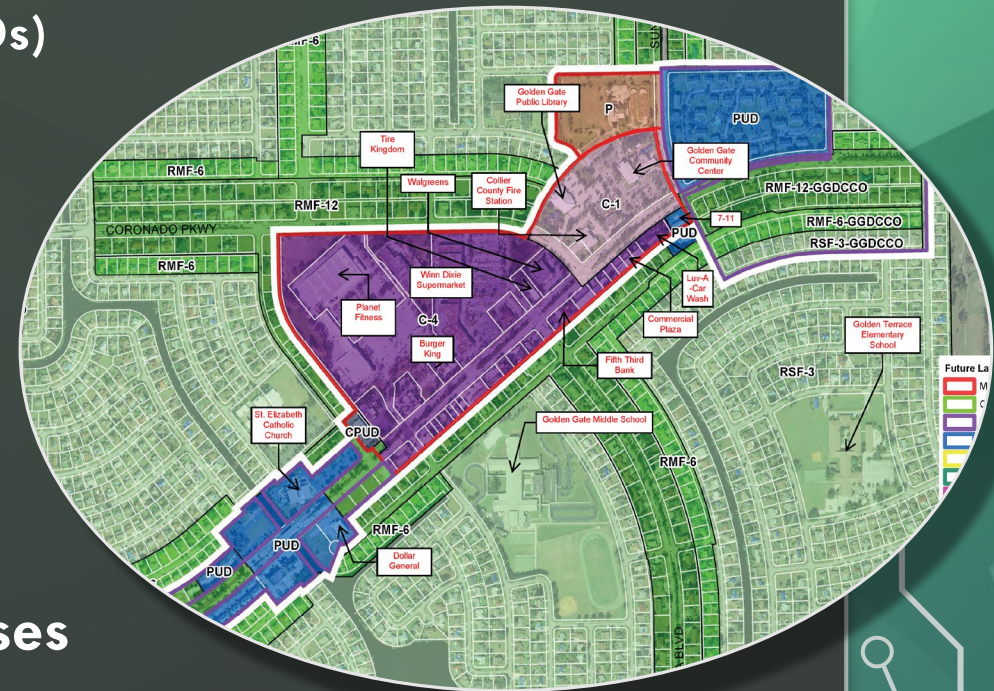 s)
RMF-6
SUN
Golden Gate
Public Library
P
PUD
Tire
Kingdom
Golden Gate
Community
Center
Walgreens
Collier
County Fire
Station
RMF-6
RMF-12-GGDCCO
RMF-12
C-1
7-11
RMF-6-GGDCCO
CORONADO PKWY
PUD
RSF-3-GGDCCO
RMF-6
Winn Dixie
Supermarket
Luv-A
-Car
Wash
Planet
Fitness
C-4
Commercial
Plaza
Golden Terrace
Elementary
School
Burger
King
Fifth Third
Bank
RSF-3
Future La
M
C
St. Elizabeth
Catholic
Church
CPUD
Golden Gate Middle School
RMF-6
RMF-6
PUD
Dollar
General
PUD
BLVD
ses